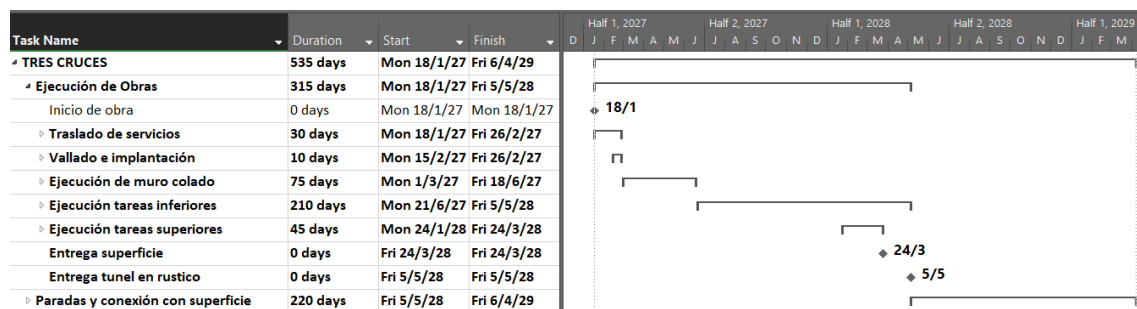 Half 1, 2027 Half 2, 2027 Half 1, 2028 Half 2, 2028 Half 1, 2029
Task Name Duration Start Finish D J F M A M J J A S O N D J F M A M J J A S O N D J F M
TRES CRUCES 535 days Mon 18/1/27 Fri 6/4/29
Ejecución de Obras 315 days Mon 18/1/27 Fri 5/5/28
Inicio de obra 0 days Mon 18/1/27 Mon 18/1/27 18/1
Traslado de servicios 30 days Mon 18/1/27 Fri 26/2/27
Vallado e implantación 10 days Mon 15/2/27 Fri 26/2/27
Ejecución de muro colado 75 days Mon 1/3/27 Fri 18/6/27
Ejecución tareas inferiores 210 days Mon 21/6/27 Fri 5/5/28
Ejecución tareas superiores 45 days Mon 24/1/28 Fri 24/3/28
Entrega superficie 0 days Fri 24/3/28 Fri 24/3/28 24/3
Entrega tunel en rustico 0 days Fri 5/5/28 Fri 5/5/28 5/5
Paradas y conexión con superficie 220 days Fri 5/5/28 Fri 6/4/29